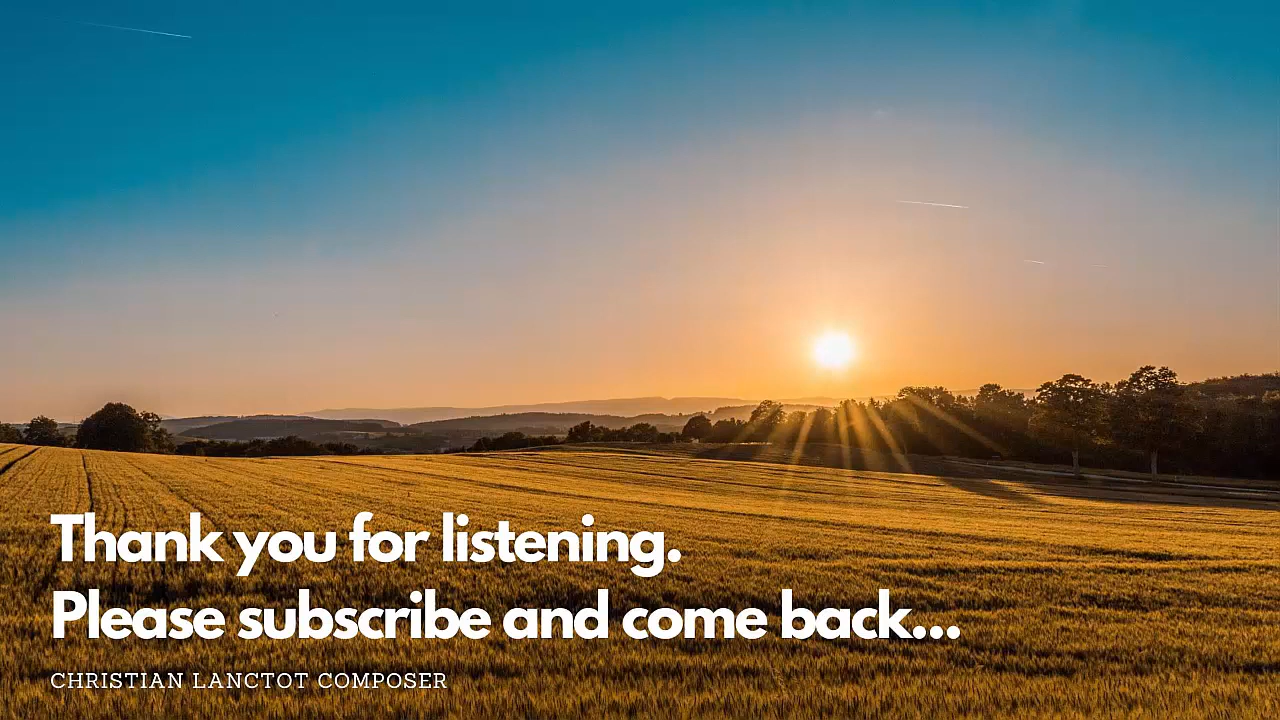 Thank you for listening.
Please subscribe and come back...
CHRISTIAN LANCTOT COMPOSER